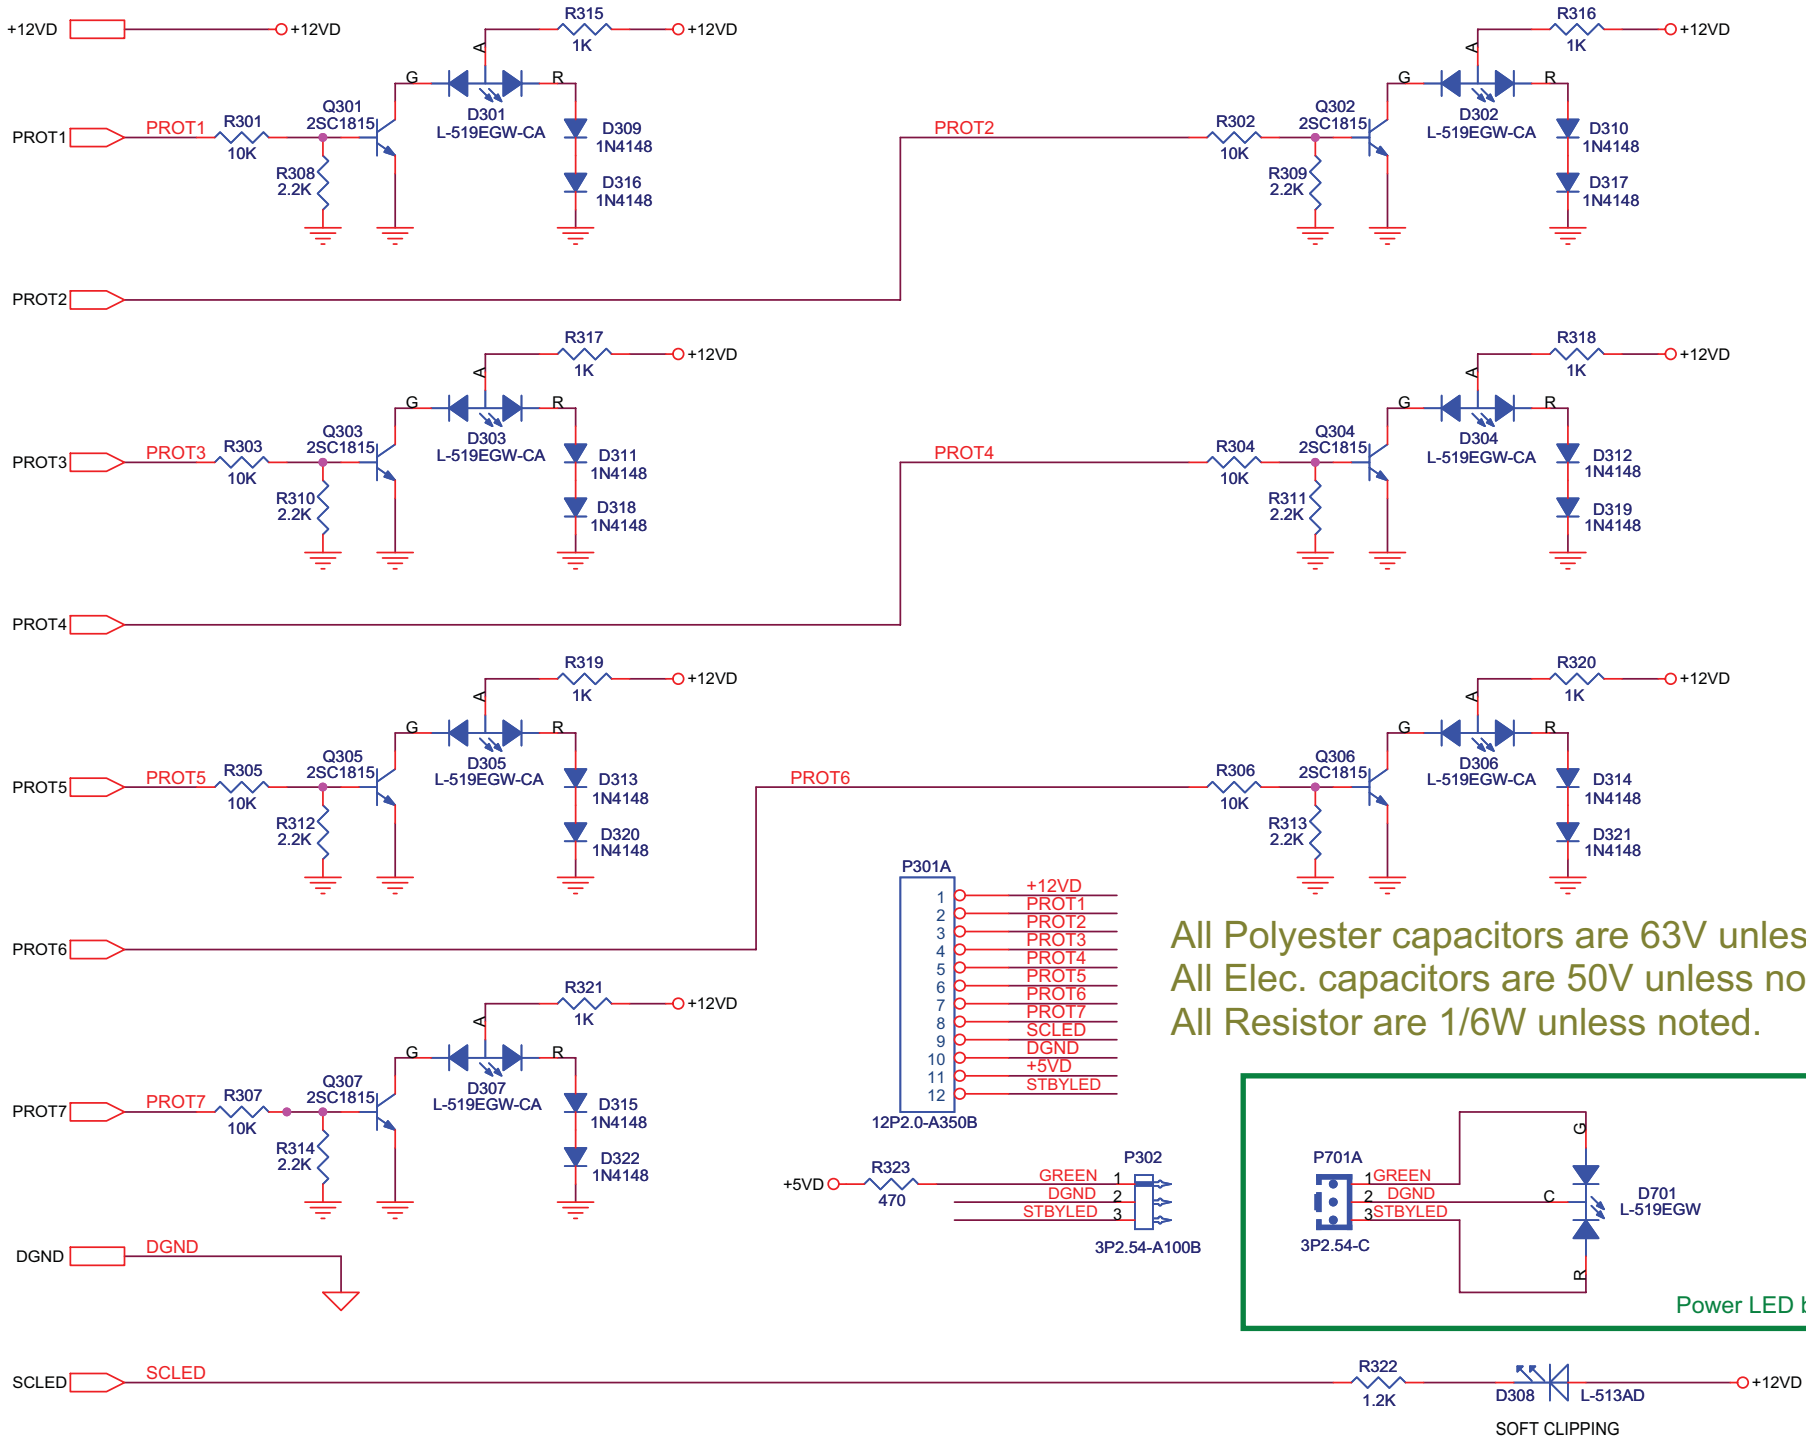 +12VD
+12VD
R315
1K
+12VD
A
G
R
D301
L-519EGW-CA
PROT1
PROT1
R301
10K
Q301
2SC1815
R308
2.2K
D309
1N4148
D316
1N4148
R316
1K
+12VD
A
G
R
D302
L-519EGW-CA
PROT2
R302
10K
Q302
2SC1815
R309
2.2K
D310
1N4148
D317
1N4148
PROT2
R317
1K
+12VD
A
G
R
D303
L-519EGW-CA
PROT3
PROT3
R303
10K
Q303
2SC1815
R310
2.2K
D311
1N4148
D318
1N4148
R318
1K
+12VD
A
G
R
D304
L-519EGW-CA
PROT4
R304
10K
Q304
2SC1815
R311
2.2K
D312
1N4148
D319
1N4148
PROT4
R319
1K
+12VD
A
G
R
D305
L-519EGW-CA
PROT5
PROT5
R305
10K
Q305
2SC1815
R312
2.2K
D313
1N4148
D320
1N4148
R320
1K
+12VD
A
G
R
D306
L-519EGW-CA
PROT6
R306
10K
Q306
2SC1815
R313
2.2K
D314
1N4148
D321
1N4148
PROT6
P301A
1 +12VD
2 PROT1
3 PROT2
4 PROT3
5 PROT4
6 PROT5
7 PROT6
8 PROT7
9 SCLED
10 DGND
11 +5VD
12 STBYLED
12P2.0-A350B
All Polyester capacitors are 63V
All Elec. capacitors are 50V unless
All Resistor are 1/6W unless noted.
R321
1K
+12VD
A
G
R
D307
L-519EGW-CA
PROT7
PROT7
R307
10K
Q307
2SC1815
R314
2.2K
D315
1N4148
D322
1N4148
+5VD
R323
470
P302
GREEN 1
DGND 2
STBYLED 3
3P2.54-A100B
P701A
1 GREEN
2 DGND
3 STBYLED
3P2.54-C
G
C
R
D701
L-519EGW
Power LED
DGND
DGND
SCLED
SCLED
R322
1.2K
D308
L-513AD
+12VD
SOFT CLIPPING